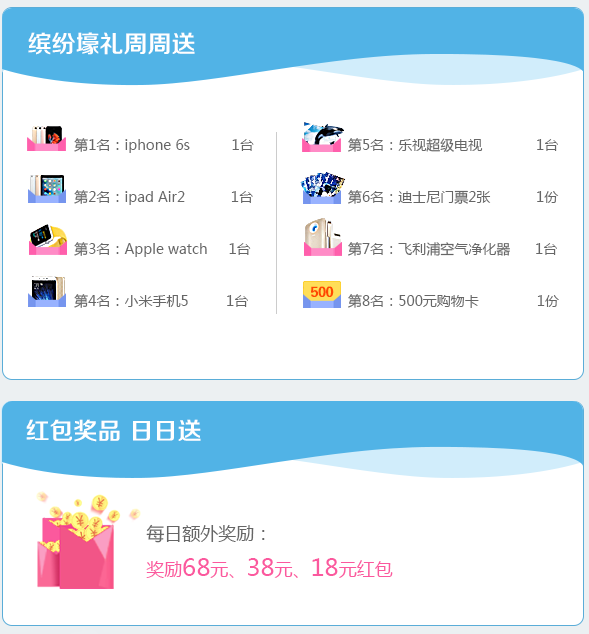 缤纷壕礼周周送
第1名：iphone 6s 1台
第2名：ipad Air2 1台
第3名：Apple watch 1台
第4名：小米手机5 1台
第5名：乐视超级电视 1台
第6名：迪士尼门票2张 1份
第7名：飞利浦空气净化器 1台
500
第8名：500元购物卡 1份
红包奖品 日日送
每日额外奖励：
奖励68元、38元、18元红包